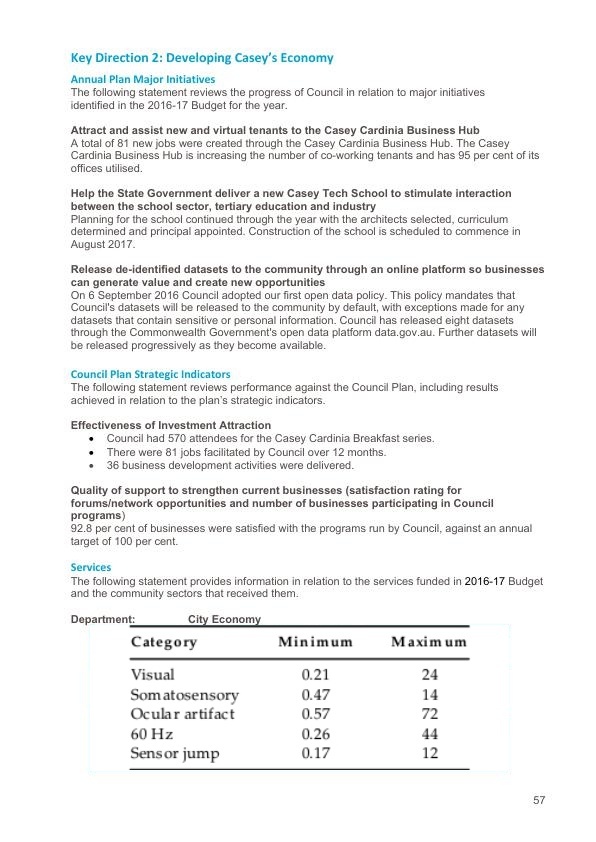 Key Direction 2: Developing Casey's Economy
Annual Plan Major Initiatives
The following statement reviews the progress of Council in relation to major initiatives
identified in the 2016-17 Budget for the year.
Attract and assist new and virtual tenants to the Casey Cardinia Business Hub
A total of 81 new jobs were created through the Casey Cardinia Business Hub. The Casey
Cardinia Business Hub is increasing the number of co-working tenants and has 95 per cent of its
offices utilised.
Help the State Government deliver a new Casey Tech School to stimulate interaction
between the school sector, tertiary education and industry
Planning for the school continued through the year with the architects selected, curriculum
determined and principal appointed. Construction of the school is scheduled to commence in
August 2017.
Release de-identified datasets to the community through an online platform so businesses
can generate value and create new opportunities
On 6 September 2016 Council adopted our first open data policy. This policy mandates that
Council's datasets will be released to the community by default, with exceptions made for any
datasets that contain sensitive or personal information. Council has released eight datasets
through the Commonwealth Government's open data platform data.gov.au. Further datasets will
be released progressively as they become available.
Council Plan Strategic Indicators
The following statement reviews performance against the Council Plan, including results
achieved in relation to the plan's strategic indicators.
Effectiveness of Investment Attraction
• Council had 570 attendees for the Casey Cardinia Breakfast series.
• There were 81 jobs facilitated by Council over 12 months.
• 36 business development activities were delivered.
Quality of support to strengthen current businesses (satisfaction rating for
forums/network opportunities and number of businesses participating in Council
programs)
92.8 per cent of businesses were satisfied with the programs run by Council, against an annual
target of 100 per cent.
Services
The following statement provides information in relation to the services funded in 2016-17 Budget
and the community sectors that received them.
Department: City Economy
Category Minimum Maximum
Visual 0.21 24
Somatosensory 0.47 14
Ocular artifact 0.57 72
60 Hz 0.26 44
Sensor jump 0.17 12
57